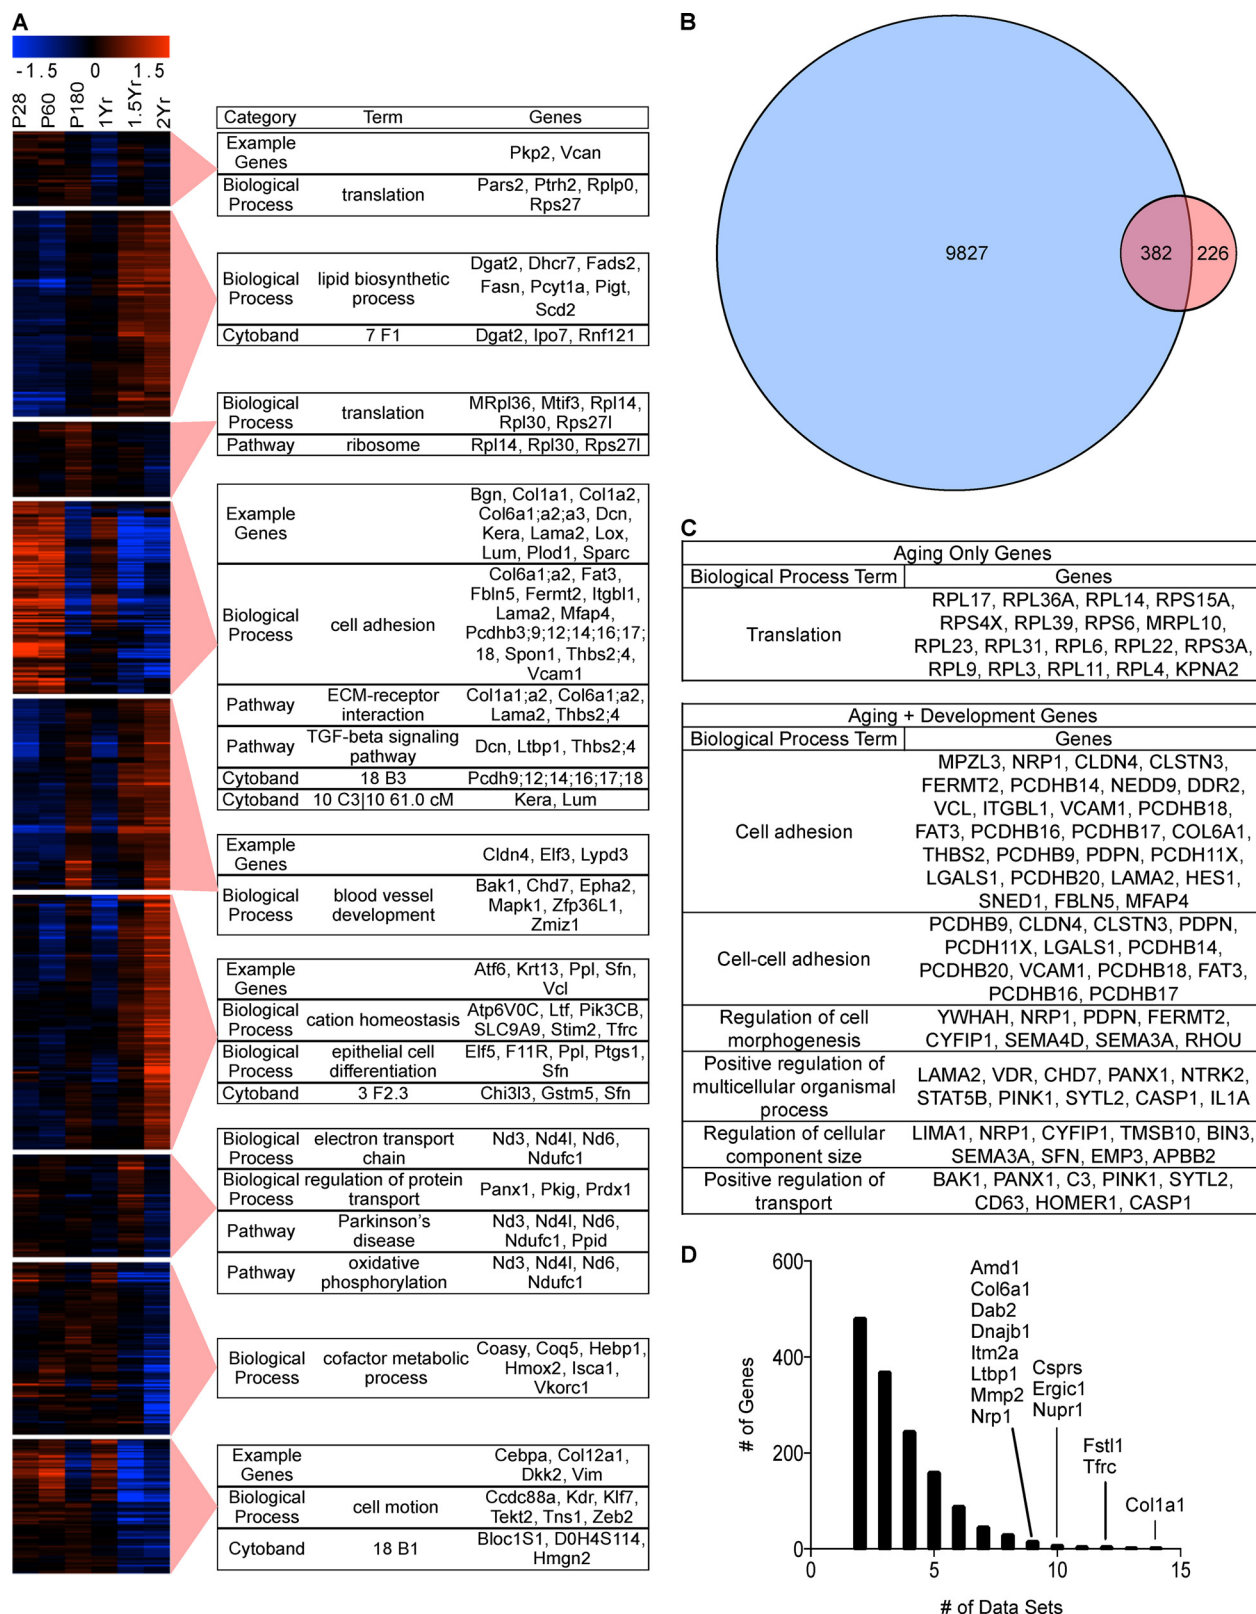 A
-1.5 0 1.5
P28 P60 P180 1Yr 1.5Yr 2Yr
Category Term Genes
Example Genes Pkp2, Vcan
Biological Process translation Pars2, Ptrh2, Rplp0,
Rps27
Biological Process lipid biosynthetic process Dgat2, Dhcr7, Fads2,
Fasn, Pcyt1a, Pigt,
Scd2
Cytoband 7 F1 Dgat2, Ipo7, Rnf121
Biological Process translation MRpl36, Mtif3, Rpl14,
Rpl30, Rps27l
Pathway ribosome Rpl14, Rpl30, Rps27l
Example Genes Bgn, Col1a1, Col1a2,
Col6a1;a2;a3, Dcn,
Kera, Lama2, Lox,
Lum, Plod1, Sparc
Biological Process cell adhesion Col6a1;a2, Fat3,
Fbln5, Fermt2, Itgbl1,
Lama2, Mfap4,
Pcdhb3;9;12;14;16;17;
18, Spon1, Thbs2;4,
Vcam1
Pathway ECM-receptor interaction Col1a1;a2, Col6a1;a2,
Lama2, Thbs2;4
Pathway TGF-beta signaling pathway Dcn, Ltbp1, Thbs2;4
Cytoband 18 B3 Pcdh9;12;14;16;17;18
Cytoband 10 C3|10 61.0 cM Kera, Lum
Example Genes Cldn4, Elf3, Lypd3
Biological Process blood vessel development Bak1, Chd7, Epha2,
Mapk1, Zfp36L1,
Zmiz1
Example Genes Atf6, Krt13, Ppl, Sfn,
Vcl
Biological Process cation homeostasis Atp6V0C, Ltf, Pik3CB,
SLC9A9, Stim2, Tfrc
Biological Process epithelial cell differentiation Elf5, F11R, Ppl, Ptgs1,
Sfn
Cytoband 3 F2.3 Chi3l3, Gstm5, Sfn
Biological Process electron transport chain Nd3, Nd4l, Nd6,
Ndufc1
Biological Process regulation of protein transport Panx1, Pkig, Prdx1
Pathway Parkinson's disease Nd3, Nd4l, Nd6,
Ndufc1, Ppid
Pathway oxidative phosphorylation Nd3, Nd4l, Nd6,
Ndufc1
Biological Process cofactor metabolic process Coasy, Coq5, Hebp1,
Hmox2, Isca1,
Vkorc1
Example Genes Cebpa, Col12a1,
Dkk2, Vim
Biological Process cell motion Ccdc88a, Kdr, Klf7,
Tekt2, Tns1, Zeb2
Cytoband 18 B1 Bloc1S1, D0H4S114,
Hmgn2
B
9827 382 226
C
Aging Only Genes
Biological Process Term Genes
Translation RPL17, RPL36A, RPL14, RPS15A,
RPS4X, RPL39, RPS6, MRPL10,
RPL23, RPL31, RPL6, RPL22, RPS3A,
RPL9, RPL3, RPL11, RPL4, KPNA2
Aging + Development Genes
Biological Process Term Genes
Cell adhesion MPZL3, NRP1, CLDN4, CLSTN3,
FERMT2, PCDHB14, NEDD9, DDR2,
VCL, ITGBL1, VCAM1, PCDHB18,
FAT3, PCDHB16, PCDHB17, COL6A1,
THBS2, PCDHB9, PDPN, PCDH11X,
LGALS1, PCDHB20, LAMA2, HES1,
SNED1, FBLN5, MFAP4
Cell-cell adhesion PCDHB9, CLDN4, CLSTN3, PDPN,
PCDH11X, LGALS1, PCDHB14,
PCDHB20, VCAM1, PCDHB18, FAT3,
PCDHB16, PCDHB17
Regulation of cell morphogenesis YWHAH, NRP1, PDPN, FERMT2,
CYFIP1, SEMA4D, SEMA3A, RHOU
Positive regulation of multicellular organismal process LAMA2, VDR, CHD7, PANX1, NTRK2,
STAT5B, PINK1, SYTL2, CASP1, IL1A
Regulation of cellular component size LIMA1, NRP1, CYFIP1, TMSB10, BIN3,
SEMA3A, SFN, EMP3, APBB2
Positive regulation of transport BAK1, PANX1, C3, PINK1, SYTL2,
CD63, HOMER1, CASP1
D
# of Genes
600
400
200
0
Amd1
Col6a1
Dab2
Dnajb1
Itm2a
Ltbp1
Mmp2
Nrp1
Csprs
Ergic1
Nupr1
Fstl1
Tfrc
Col1a1
0 5 10 15
# of Data Sets